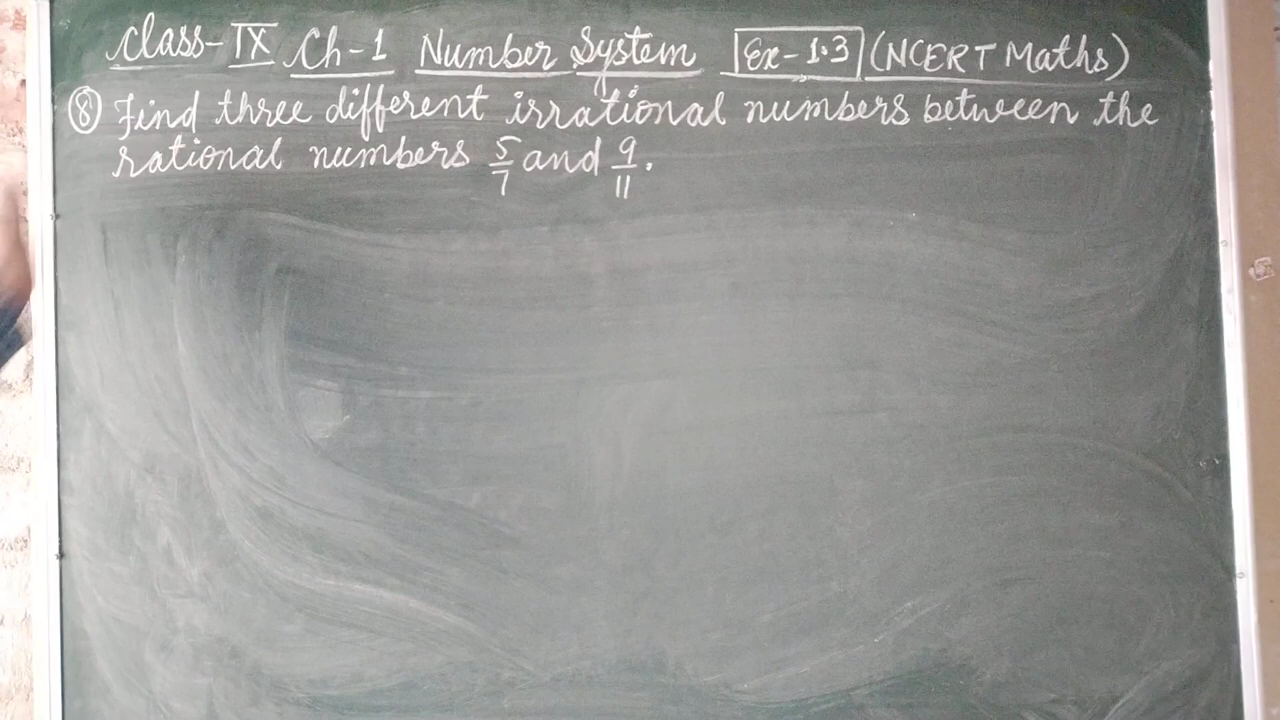 Class-IX Ch-1 Number System Ex-1.3 (NCERT Maths)
⑧ Find three different irrational numbers between the
rational numbers 5/7 and 9/11.